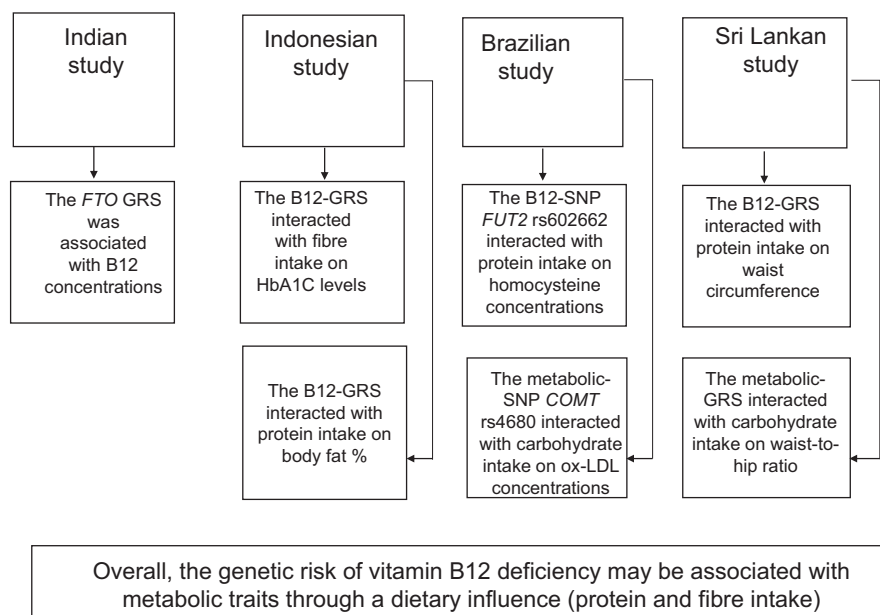 Indian
study
Indonesian
study
Brazilian
study
Sri Lankan
study
The FTO GRS
was
associated
with B12
concentrations
The B12-GRS
interacted
with fibre
intake on
HbA1C levels
The B12-SNP
FUT2 rs602662
interacted with
protein intake on
homocysteine
concentrations
The B12-GRS
interacted with
protein intake on
waist
circumference
The B12-GRS
interacted with
protein intake on
body fat %
The metabolic-
SNP COMT
rs4680 interacted
with carbohydrate
intake on ox-LDL
concentrations
The metabolic-
GRS interacted
with carbohydrate
intake on waist-to-
hip ratio
Overall, the genetic risk of vitamin B12 deficiency may be associated with
metabolic traits through a dietary influence (protein and fibre intake)